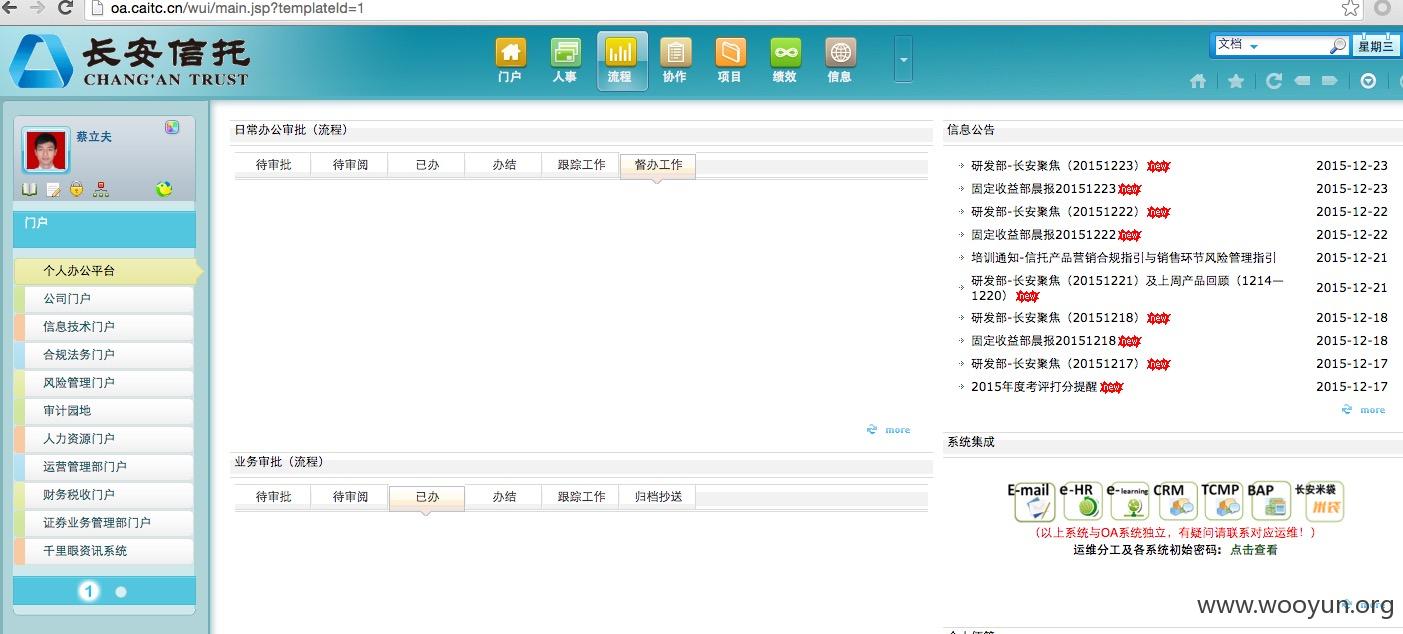 oa.caitc.cn/wui/main.jsp?templateId=1
长安信托
CHANG'AN TRUST
门户 人事 流程 协作 项目 绩效 信息
文档
星期三
蔡立夫
门户
个人办公平台
公司门户
信息技术门户
合规法务门户
风险管理门户
审计园地
人力资源门户
运营管理部门户
财务税收门户
证券业务管理部门户
千里眼资讯系统
1
日常办公审批（流程）
待审批 待审阅 已办 办结 跟踪工作 督办工作
more
业务审批（流程）
待审批 待审阅 已办 办结 跟踪工作 归档抄送
信息公告
研发部-长安聚焦（20151223） new 2015-12-23
固定收益部晨报20151223 new 2015-12-23
研发部-长安聚焦（20151222） new 2015-12-22
固定收益部晨报20151222 new 2015-12-22
培训通知-信托产品营销合规指引与销售环节风险管理指引 2015-12-21
研发部-长安聚焦（20151221）及上周产品回顾（1214—
1220） new 2015-12-21
研发部-长安聚焦（20151218） new 2015-12-18
固定收益部晨报20151218 new 2015-12-18
研发部-长安聚焦（20151217） new 2015-12-17
2015年度考评打分提醒 new 2015-12-17
more
系统集成
E-mail e-HR e-learning CRM TCMP BAP 长安米袋
米袋
（以上系统与OA系统独立，有疑问请联系对应运维！）
运维分工及各系统初始密码：点击查看
www.wooyun.org